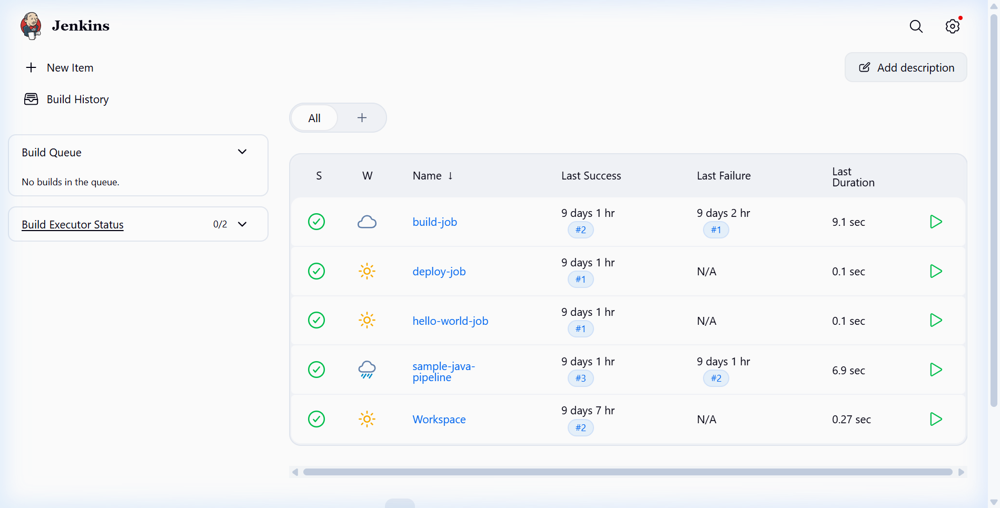 Jenkins
New Item
Add description
Build History
All
Build Queue
No builds in the queue.
Build Executor Status 0/2
S W Name ↓ Last Success Last Failure Last
Duration
build-job 9 days 1 hr #2 9 days 2 hr #1 9.1 sec
deploy-job 9 days 1 hr #1 N/A 0.1 sec
hello-world-job 9 days 1 hr #1 N/A 0.1 sec
sample-java-
pipeline 9 days 1 hr #3 9 days 1 hr #2 6.9 sec
Workspace 9 days 7 hr #2 N/A 0.27 sec